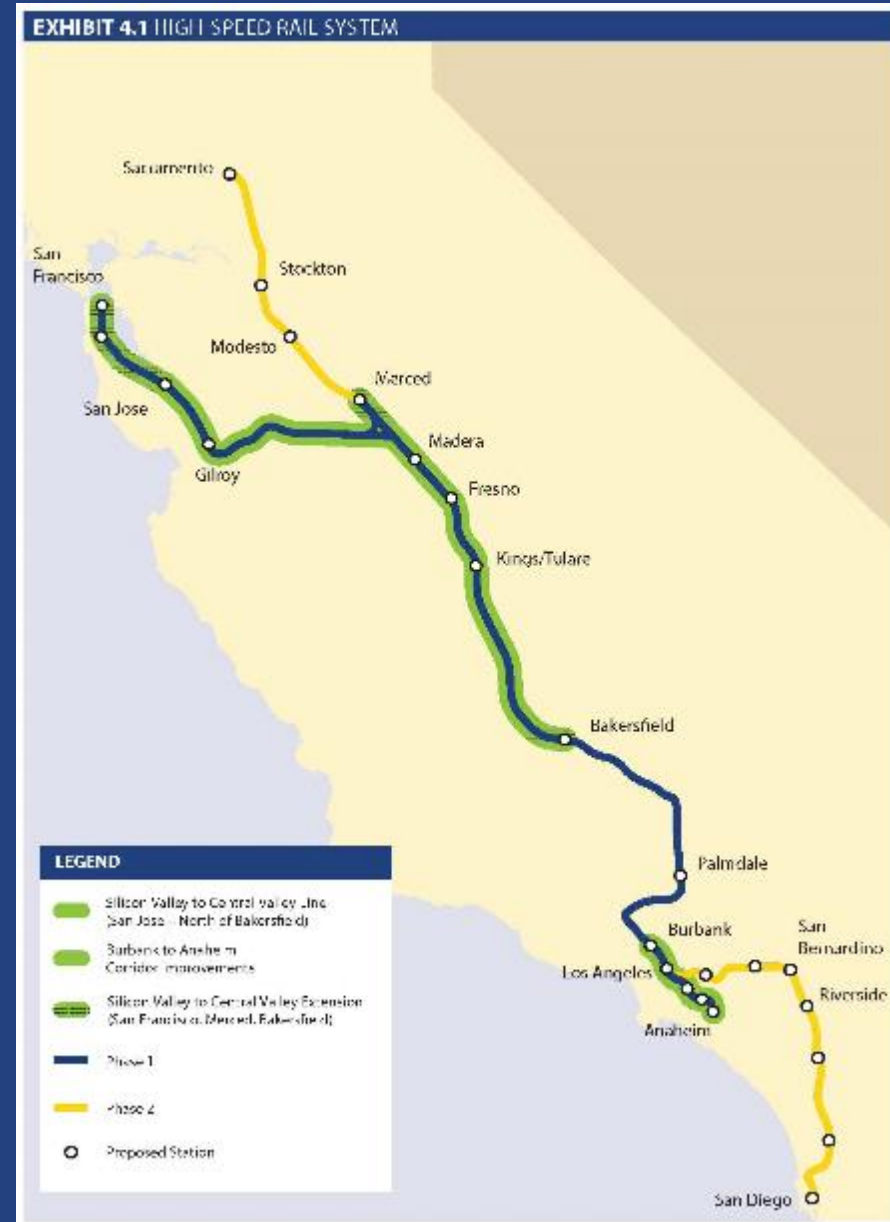 EXHIBIT 4.1 HIGH SPEED RAIL SYSTEM
Sacramento
San
Francisco
Stockton
Modesto
Merced
San Jose
Madera
Gilroy
Fresno
Kings/Tulare
Bakersfield
Palmdale
Burbank
San
Bernardino
Los Angeles
Riverside
Anaheim
San Diego
LEGEND
Silicon Valley to Central Valley Line
(San Jose – North of Bakersfield)
Burbank to Anaheim
Corridor Improvements
Silicon Valley to Central Valley Extension
(San Francisco, Merced, Bakersfield)
Phase 1
Phase 2
Proposed Station